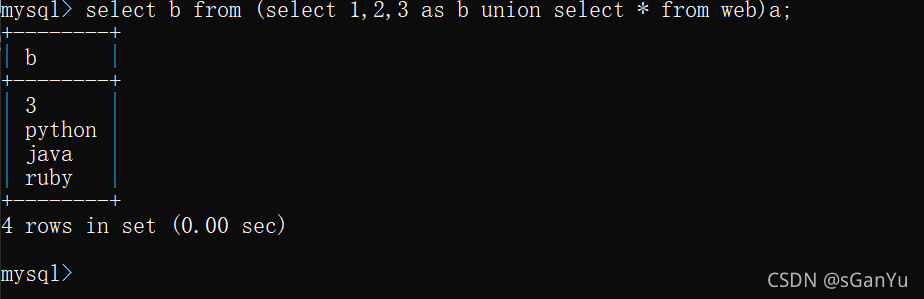 mysql> select b from (select 1,2,3 as b union select * from web)a;
+--------+
| b      |
+--------+
| 3      |
| python |
| java   |
| ruby   |
+--------+
4 rows in set (0.00 sec)
mysql>
CSDN @sGanYu